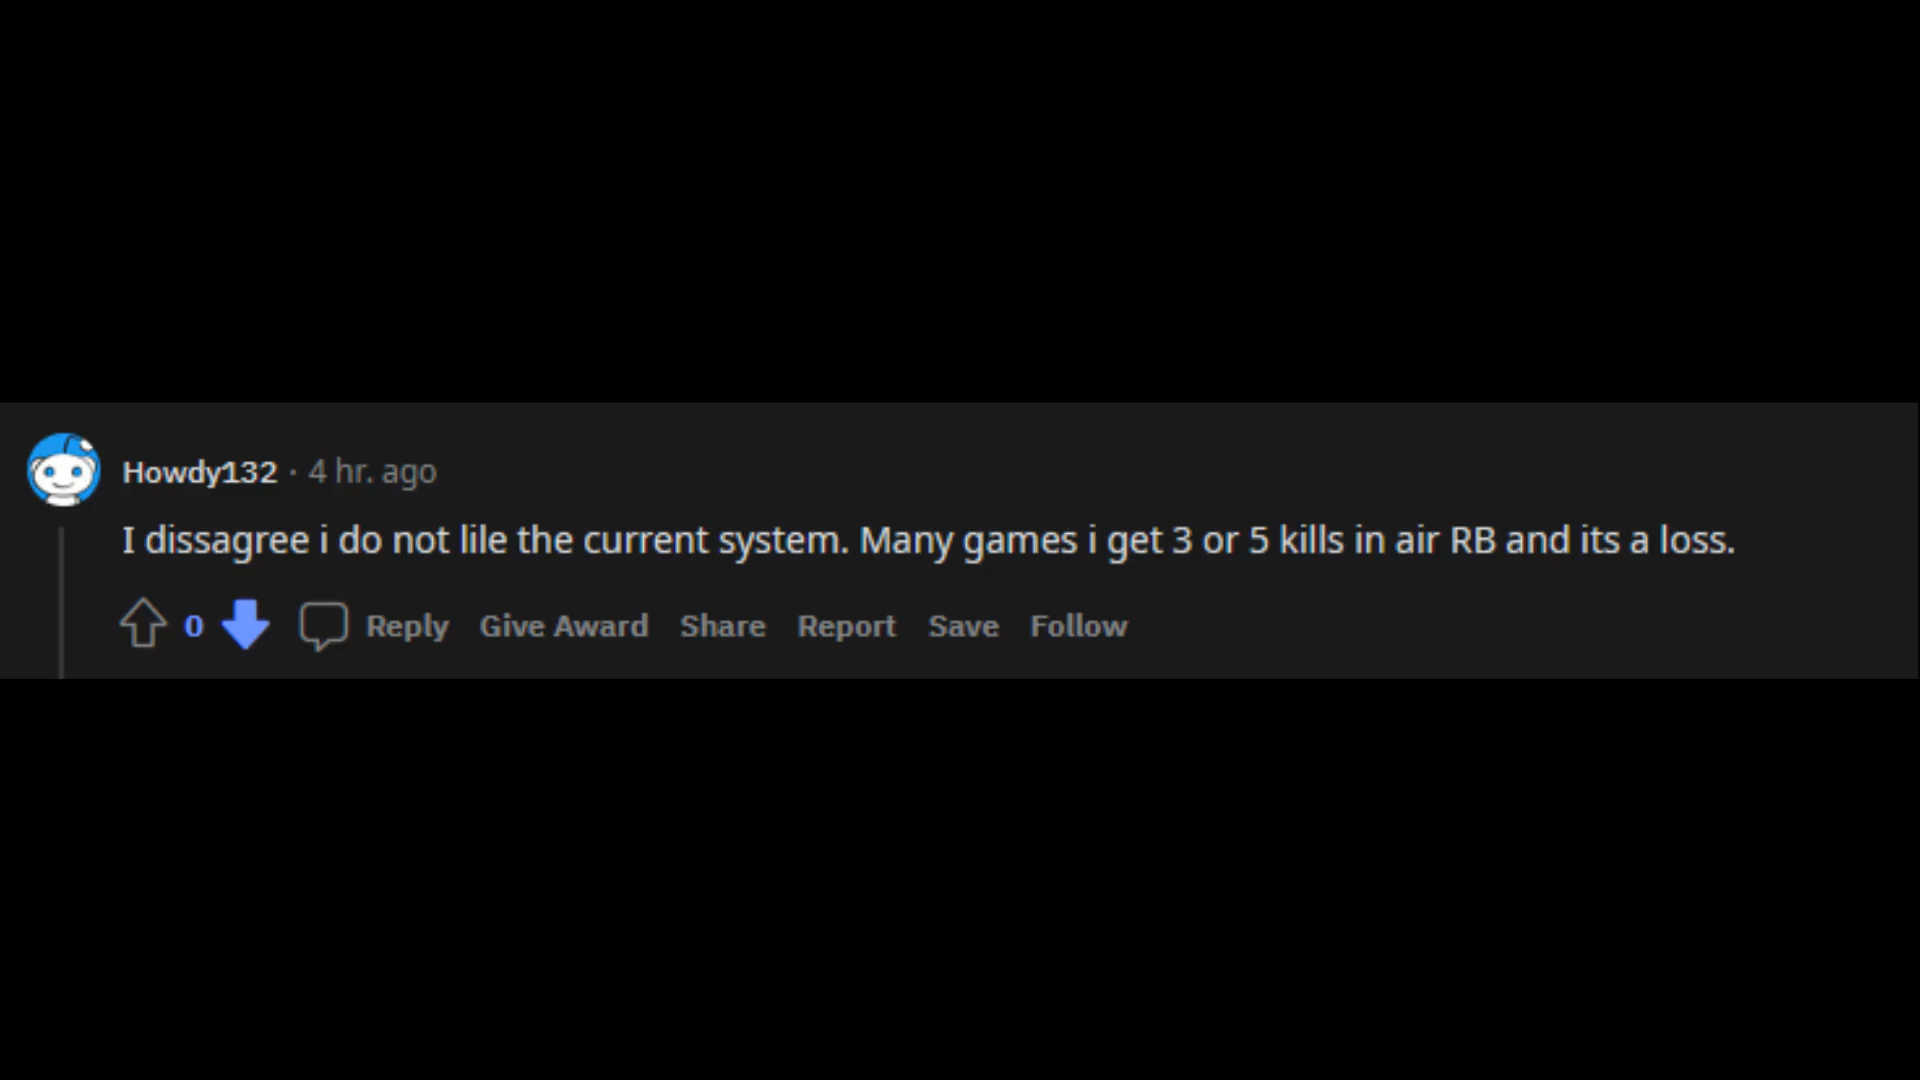 Howdy132 · 4 hr. ago
I dissagree i do not lile the current system. Many games i get 3 or 5 kills in air RB and its a loss.
0 Reply Give Award Share Report Save Follow